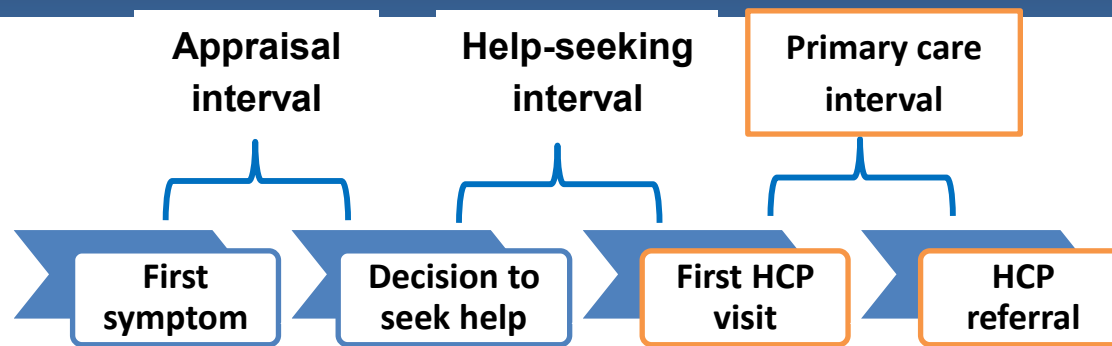 Appraisal
interval
Help-seeking
interval
Primary care
interval
First
symptom
Decision to
seek help
First HCP
visit
HCP
referral